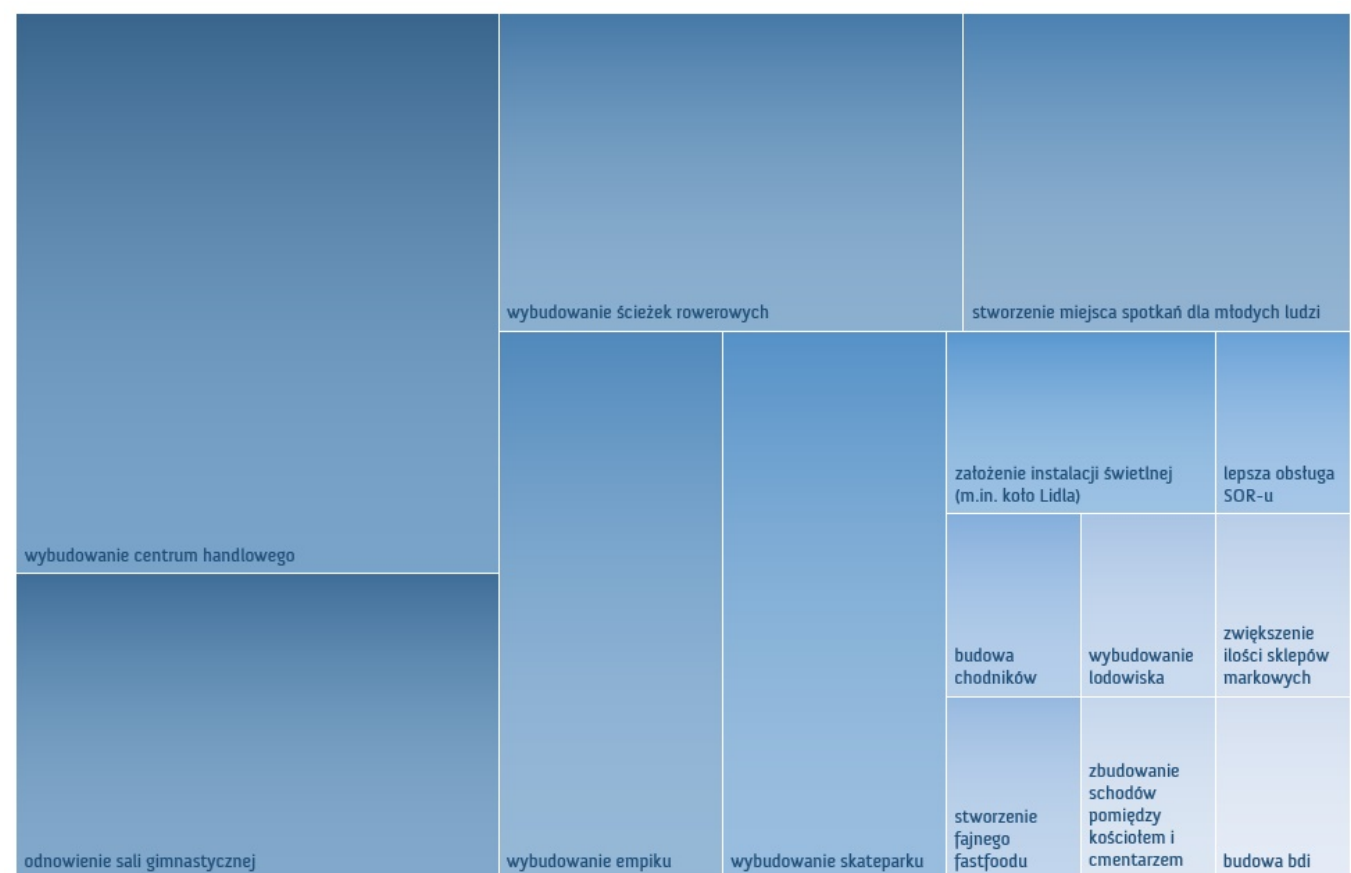 wybudowanie centrum handlowego
odnowienie sali gimnastycznej
wybudowanie ścieżek rowerowych
stworzenie miejsca spotkań dla młodych ludzi
wybudowanie empiku
wybudowanie skateparku
założenie instalacji świetlnej
(m.in. koło Lidla)
lepsza obsługa
SOR-u
budowa
chodników
wybudowanie
lodowiska
zwiększenie
ilości sklepów
markowych
stworzenie
fajnego
fastfoodu
zbudowanie
schodów
pomiędzy
kościołem i
cmentarzem
budowa bdi